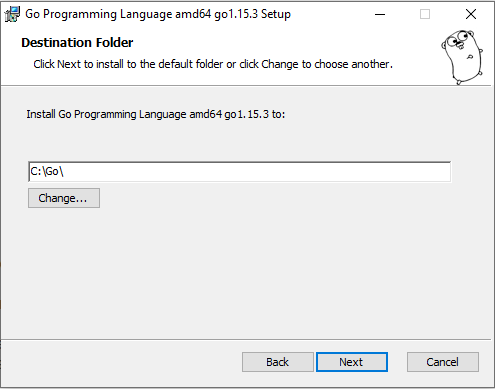 Go Programming Language amd64 go1.15.3 Setup
Destination Folder
Click Next to install to the default folder or click Change to choose another.
Install Go Programming Language amd64 go1.15.3 to:
C:\Go\
Change...
Back Next Cancel